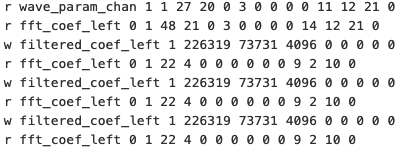 r wave_param_chan 1 1 27 20 0 3 0 0 0 0 11 12 21 0
r fft_coef_left 0 1 48 21 0 3 0 0 0 0 14 12 21 0
w filtered_coef_left 1 226319 73731 4096 0 0 0 0 0
r fft_coef_left 0 1 22 4 0 0 0 0 0 0 9 2 10 0
w filtered_coef_left 1 226319 73731 4096 0 0 0 0 0
r fft_coef_left 0 1 22 4 0 0 0 0 0 0 9 2 10 0
w filtered_coef_left 1 226319 73731 4096 0 0 0 0 0
r fft_coef_left 0 1 22 4 0 0 0 0 0 0 9 2 10 0